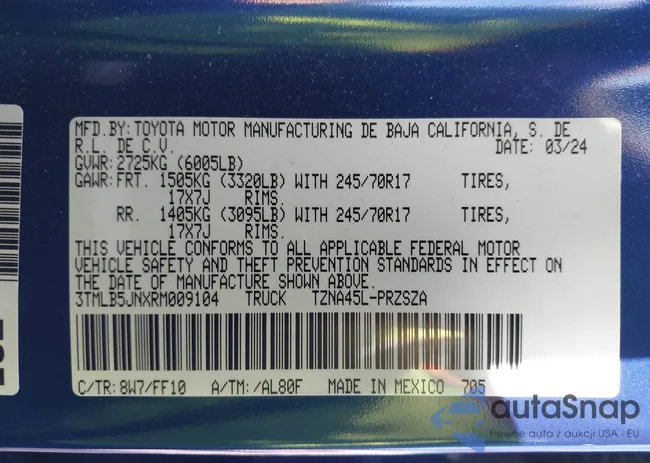 MFD.BY:TOYOTA MOTOR MANUFACTURING DE BAJA CALIFORNIA, S. DE
R.L. DE C.V. DATE: 03/24
GVWR:2725KG (6005LB)
GAWR:FRT. 1505KG (3320LB) WITH 245/70R17 TIRES,
17X7J RIMS.
RR. 1405KG (3095LB) WITH 245/70R17 TIRES,
17X7J RIMS.
THIS VEHICLE CONFORMS TO ALL APPLICABLE FEDERAL MOTOR
VEHICLE SAFETY AND THEFT PREVENTION STANDARDS IN EFFECT ON
THE DATE OF MANUFACTURE SHOWN ABOVE.
3TMLB5JNXRM009104 TRUCK TZNA45L-PRZSZA
C/TR:8W7/FF10 A/TM:/AL80F MADE IN MEXICO 705
autaSnap
Pewne auta z aukcji USA i EU